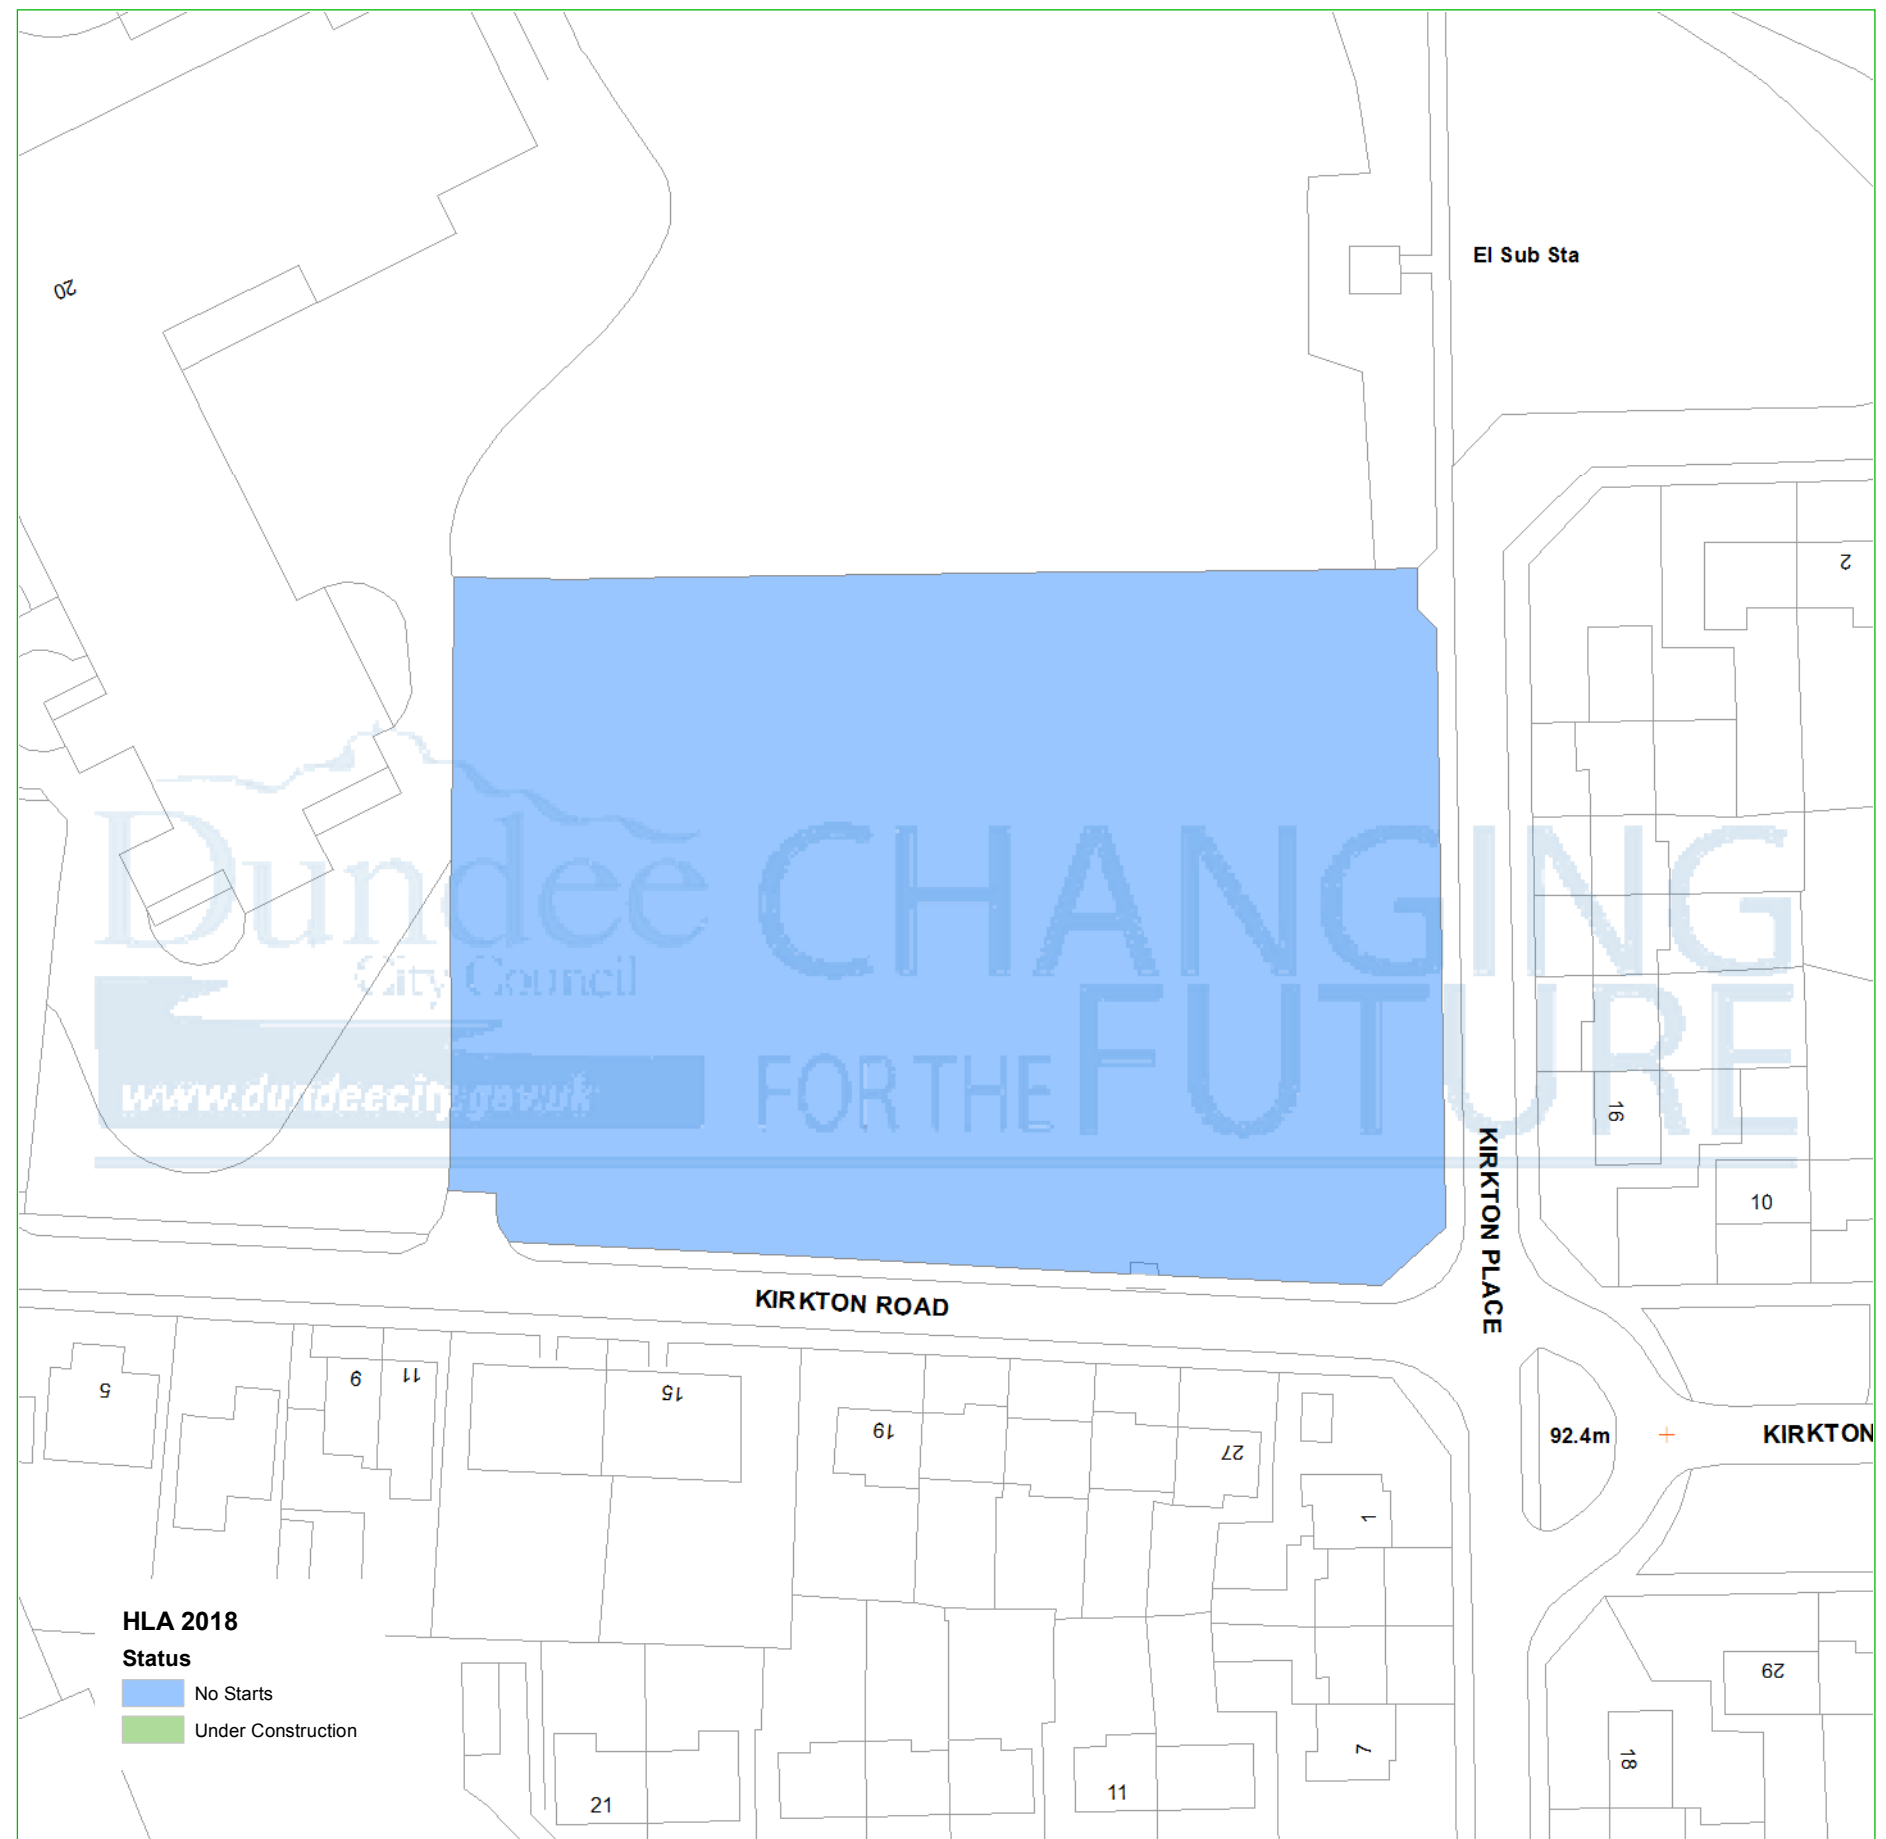 El Sub Sta
20
2
Dundee
City Council
www.dundeecity.gov.uk
CHANGING
FOR THE FUTURE
16
10
KIRKTON PLACE
KIRKTON ROAD
5
9
11
15
19
27
1
92.4m
KIRKTON
HLA 2018
Status
No Starts
Under Construction
21
11
7
29
18